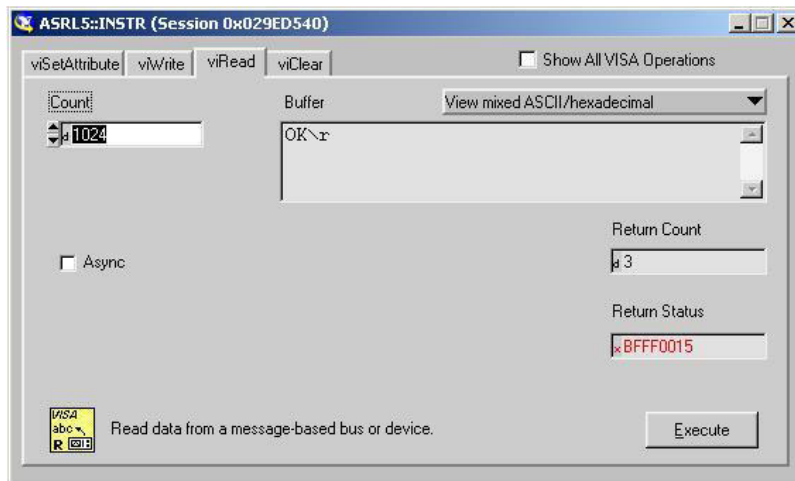 ASRL5::INSTR (Session 0x029ED540)
viSetAttribute viWrite viRead viClear
Show All VISA Operations
Count
Buffer
View mixed ASCII/hexadecimal
d 1024
OK\r
Return Count
d 3
Async
Return Status
x BFFF0015
VISA
abc
R
Read data from a message-based bus or device.
Execute